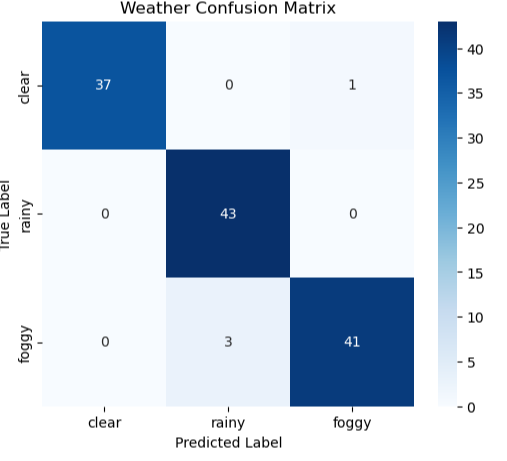 Weather Confusion Matrix
clear 37 0 1
rainy 0 43 0
foggy 0 3 41
clear rainy foggy
Predicted Label
True Label
40
35
30
25
20
15
10
5
0